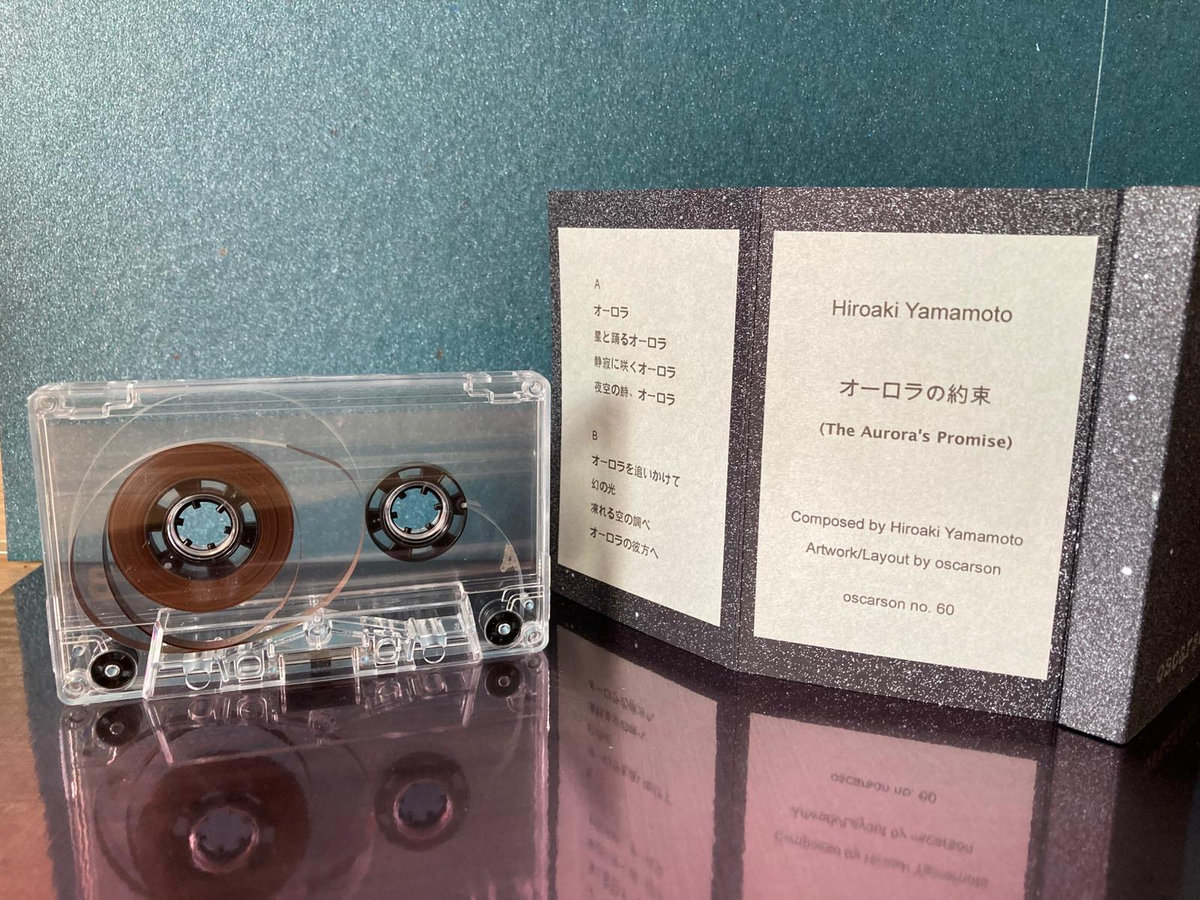 A
A
オーロラ
星と踊るオーロラ
静寂に咲くオーロラ
夜空の詩、オーロラ
B
オーロラを追いかけて
幻の光
凍れる空の調べ
オーロラの彼方へ
Hiroaki Yamamoto
オーロラの約束
(The Aurora's Promise)
Composed by Hiroaki Yamamoto
Artwork/Layout by oscarson
oscarson no. 60